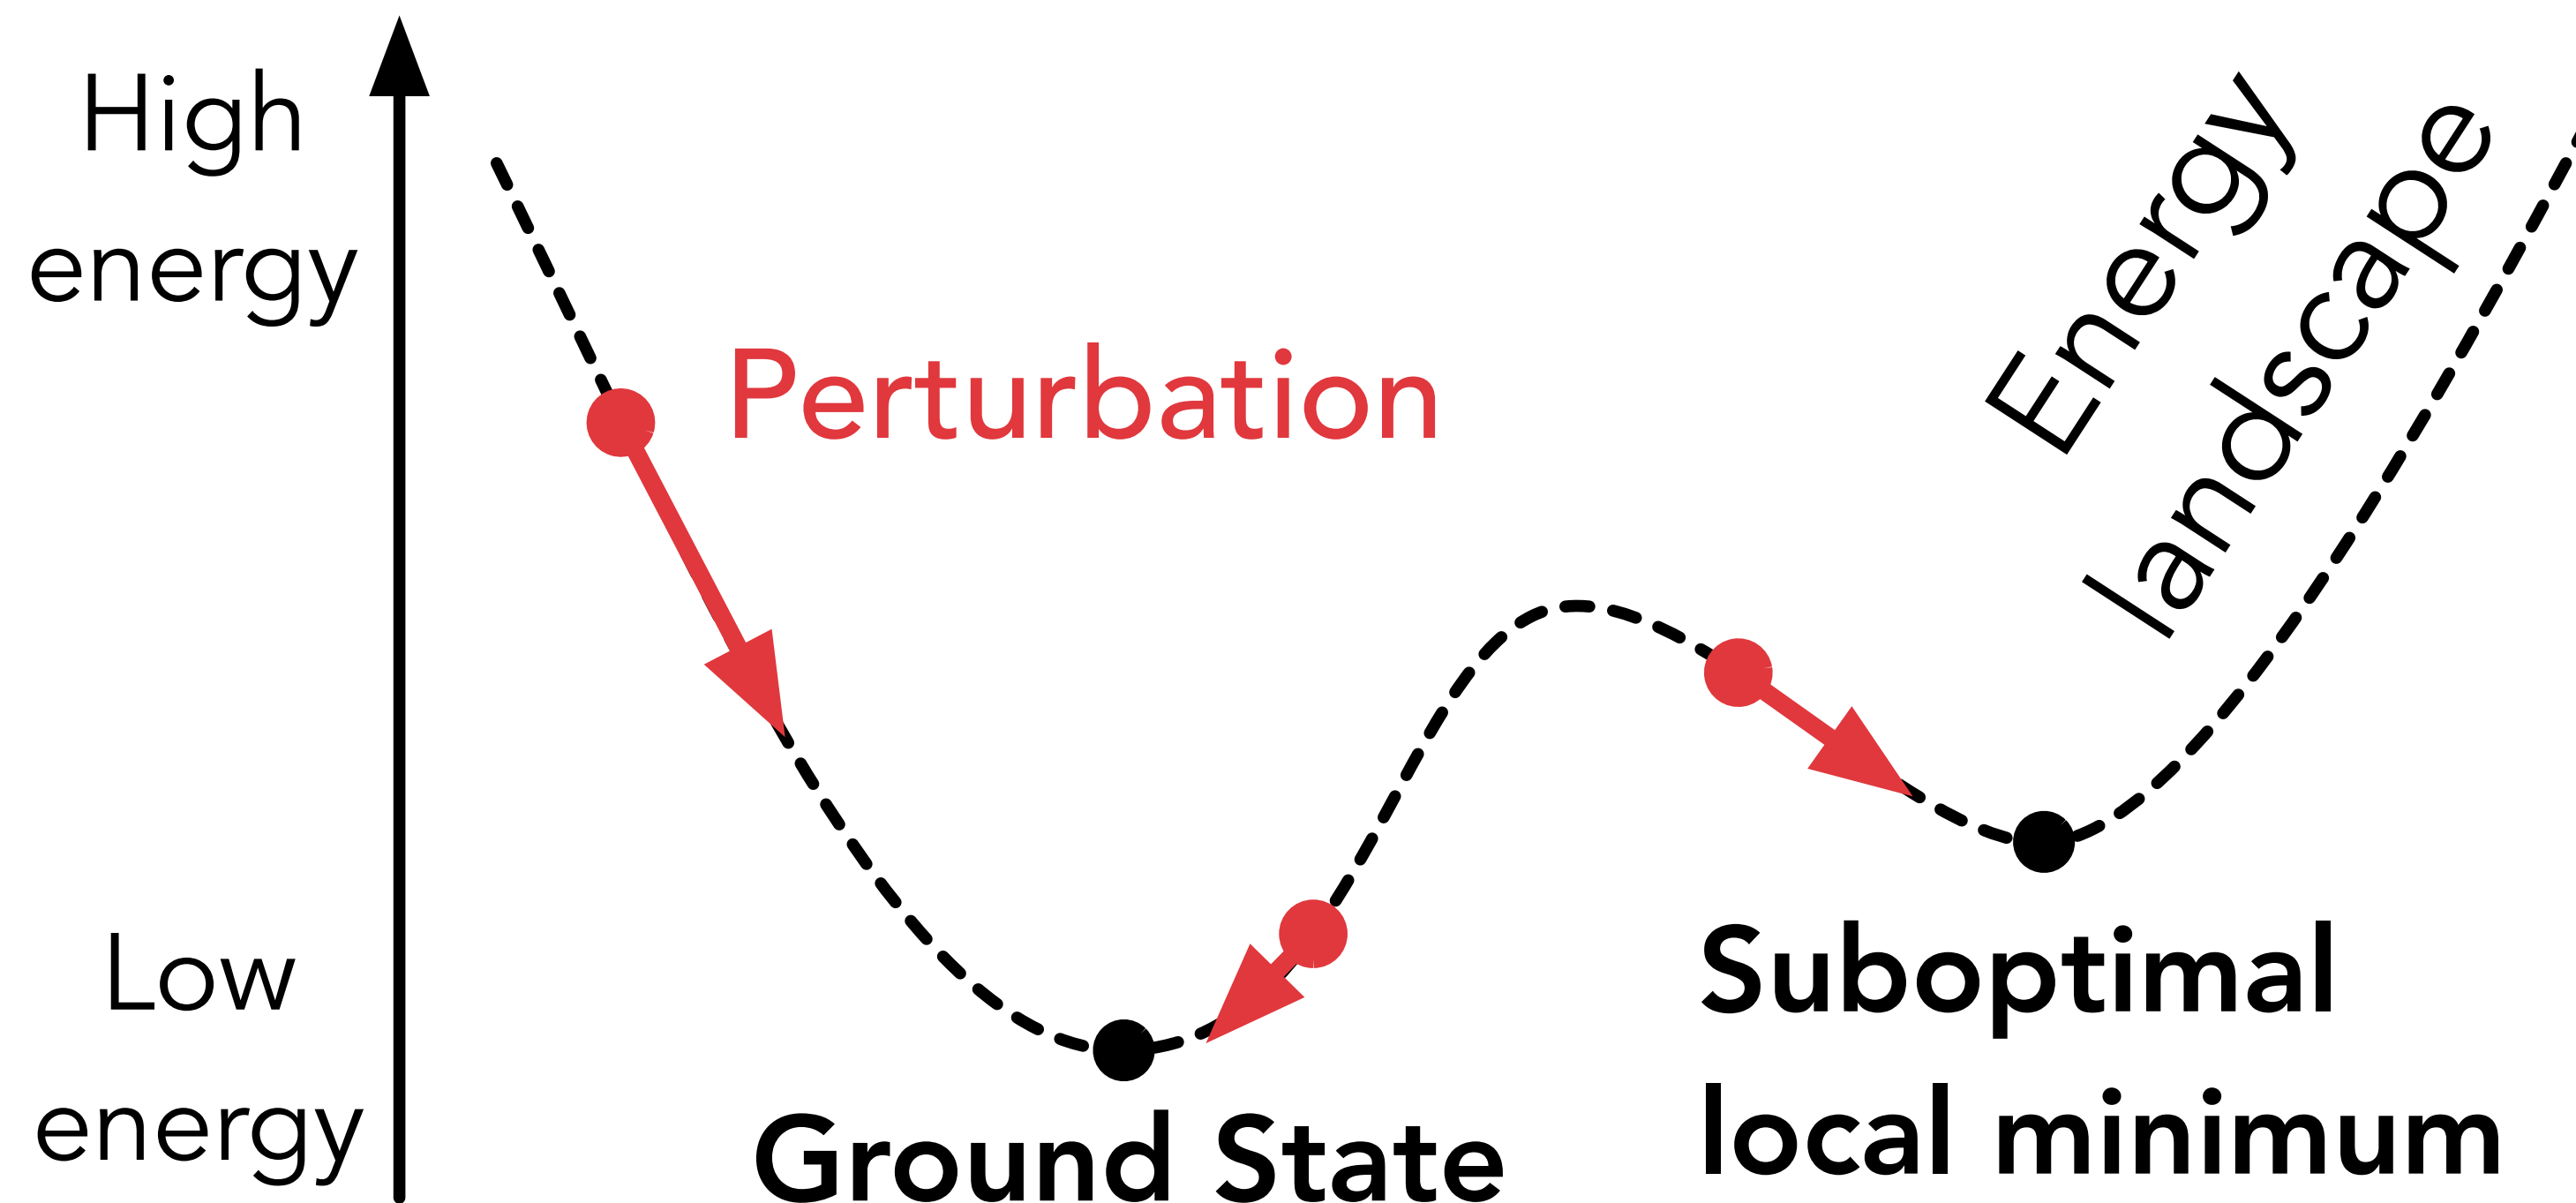 High
energy
Perturbation
Energy
landscape
Low
energy
Ground State
Suboptimal
local minimum